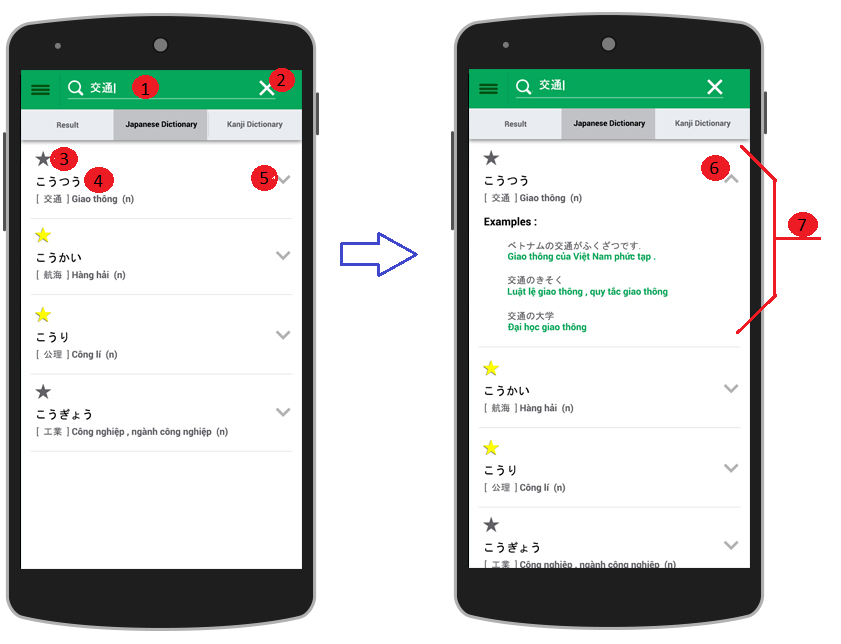 交通
1
2
Result
Japanese Dictionary
Kanji Dictionary
3
こうつう
4
5
[ 交通 ] Giao thông (n)
こうかい
[ 航海 ] Hàng hải (n)
こうり
[ 公理 ] Công lí (n)
こうぎょう
[ 工業 ] Công nghiệp , ngành công nghiệp (n)
交通
Result
Japanese Dictionary
Kanji Dictionary
6
こうつう
[ 交通 ] Giao thông (n)
Examples :
ベトナムの交通がふくざつです.
Giao thông của Việt Nam phức tạp .
交通のきそく
Luật lệ giao thông , quy tắc giao thông
交通の大学
Đại học giao thông
7
こうかい
[ 航海 ] Hàng hải (n)
こうり
[ 公理 ] Công lí (n)
こうぎょう
[ 工業 ] Công nghiệp , ngành công nghiệp (n)